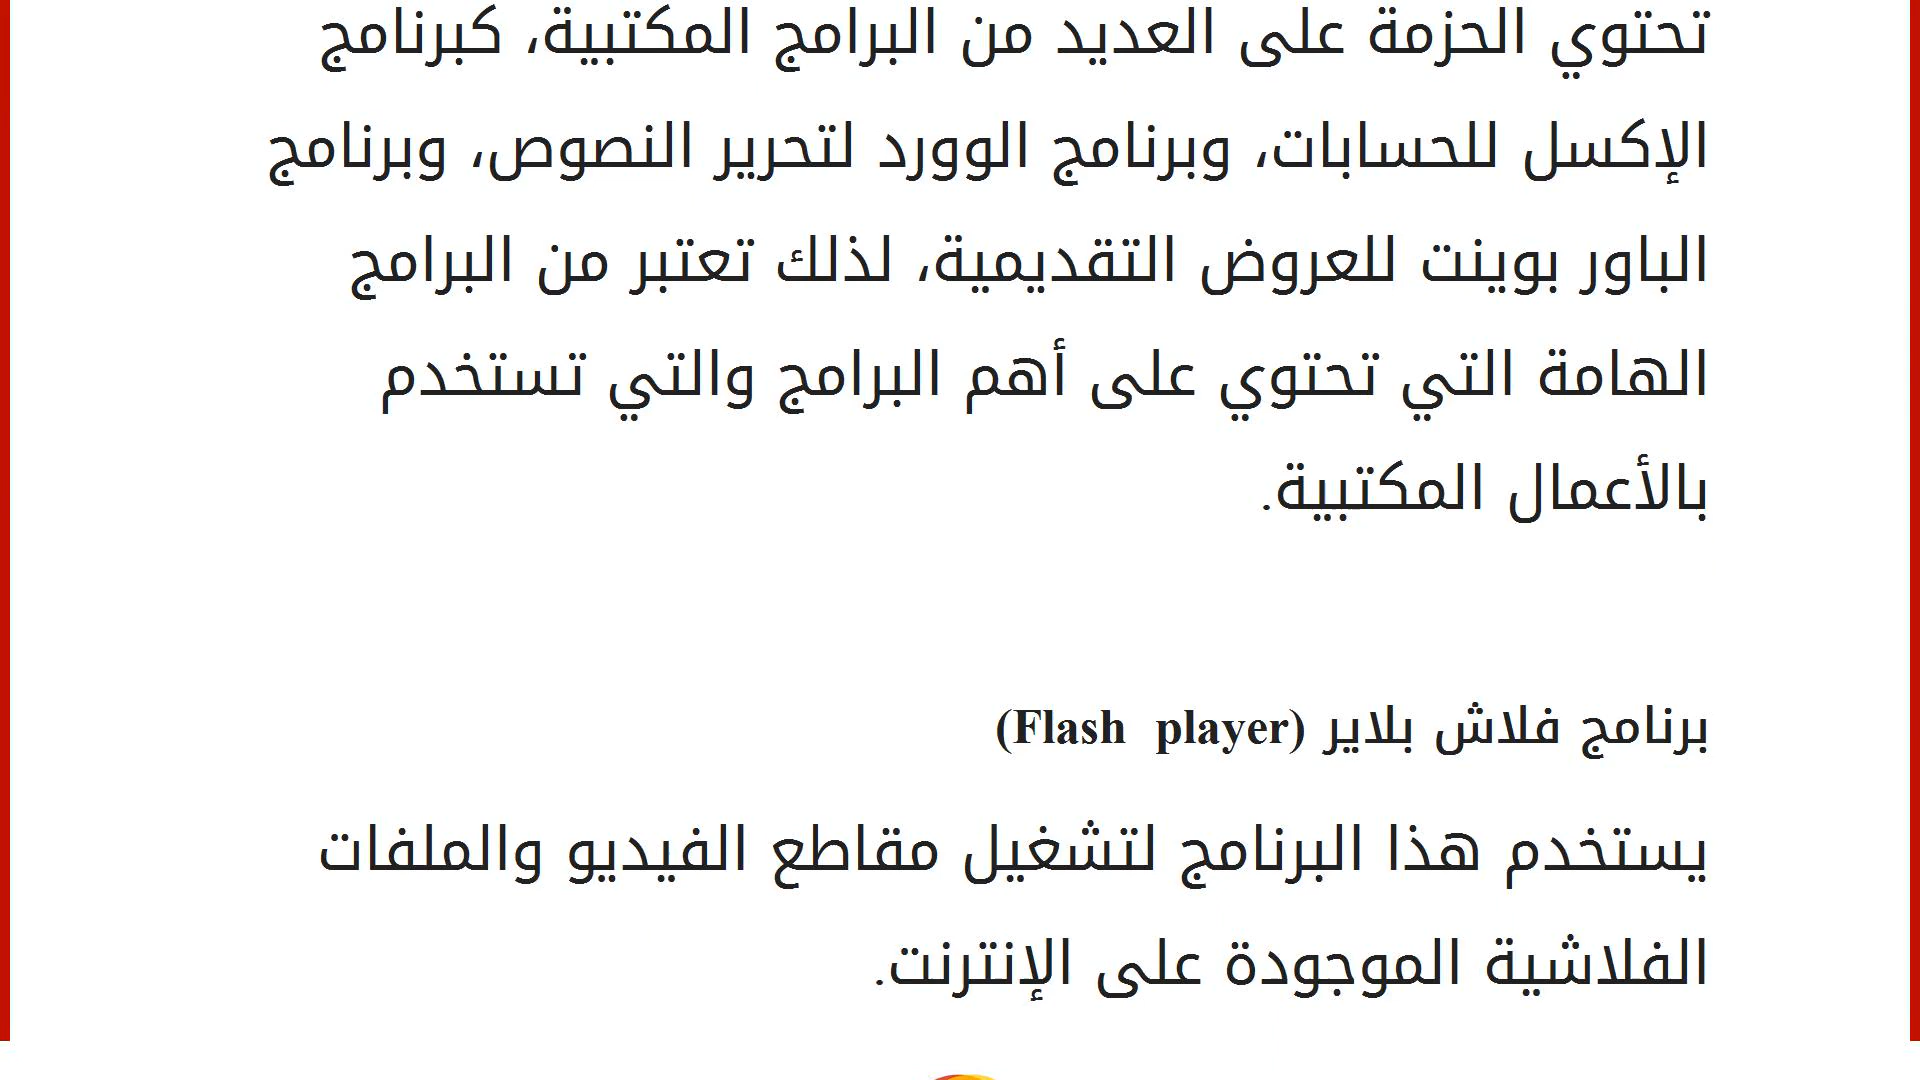 تحتوي الحزمة على العديد من البرامج المكتبية، كبرنامج
الإكسل للحسابات، وبرنامج الوورد لتحرير النصوص، وبرنامج
الباور بوينت للعروض التقديمية، لذلك تعتبر من البرامج
الهامة التي تحتوي على أهم البرامج والتي تستخدم
بالأعمال المكتبية.
برنامج فلاش بلاير (Flash player)
يستخدم هذا البرنامج لتشغيل مقاطع الفيديو والملفات
الفلاشية الموجودة على الإنترنت.